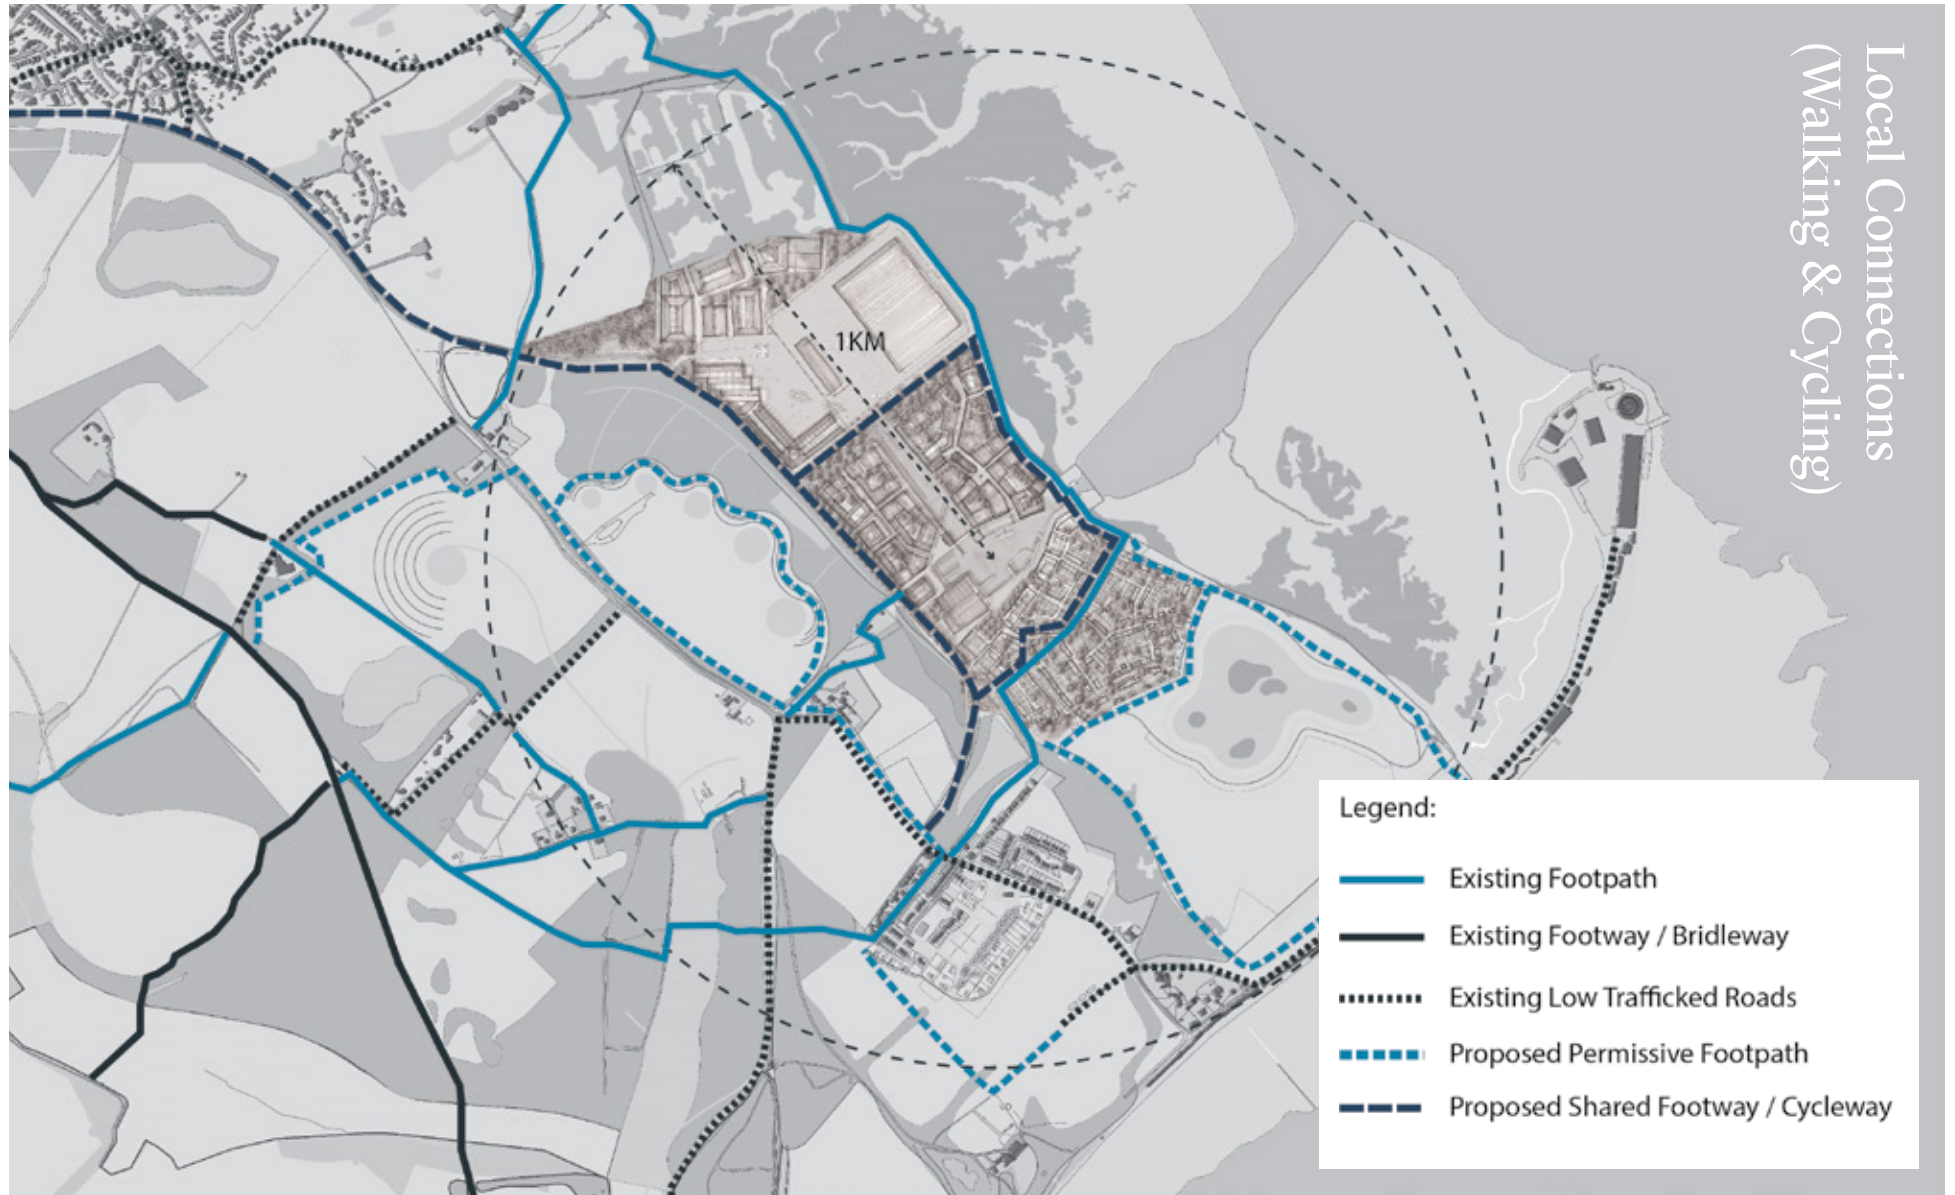 Local Connections
(Walking & Cycling)
1KM
Legend:
Existing Footpath
Existing Footway / Bridleway
Existing Low Trafficked Roads
Proposed Permissive Footpath
Proposed Shared Footway / Cycleway